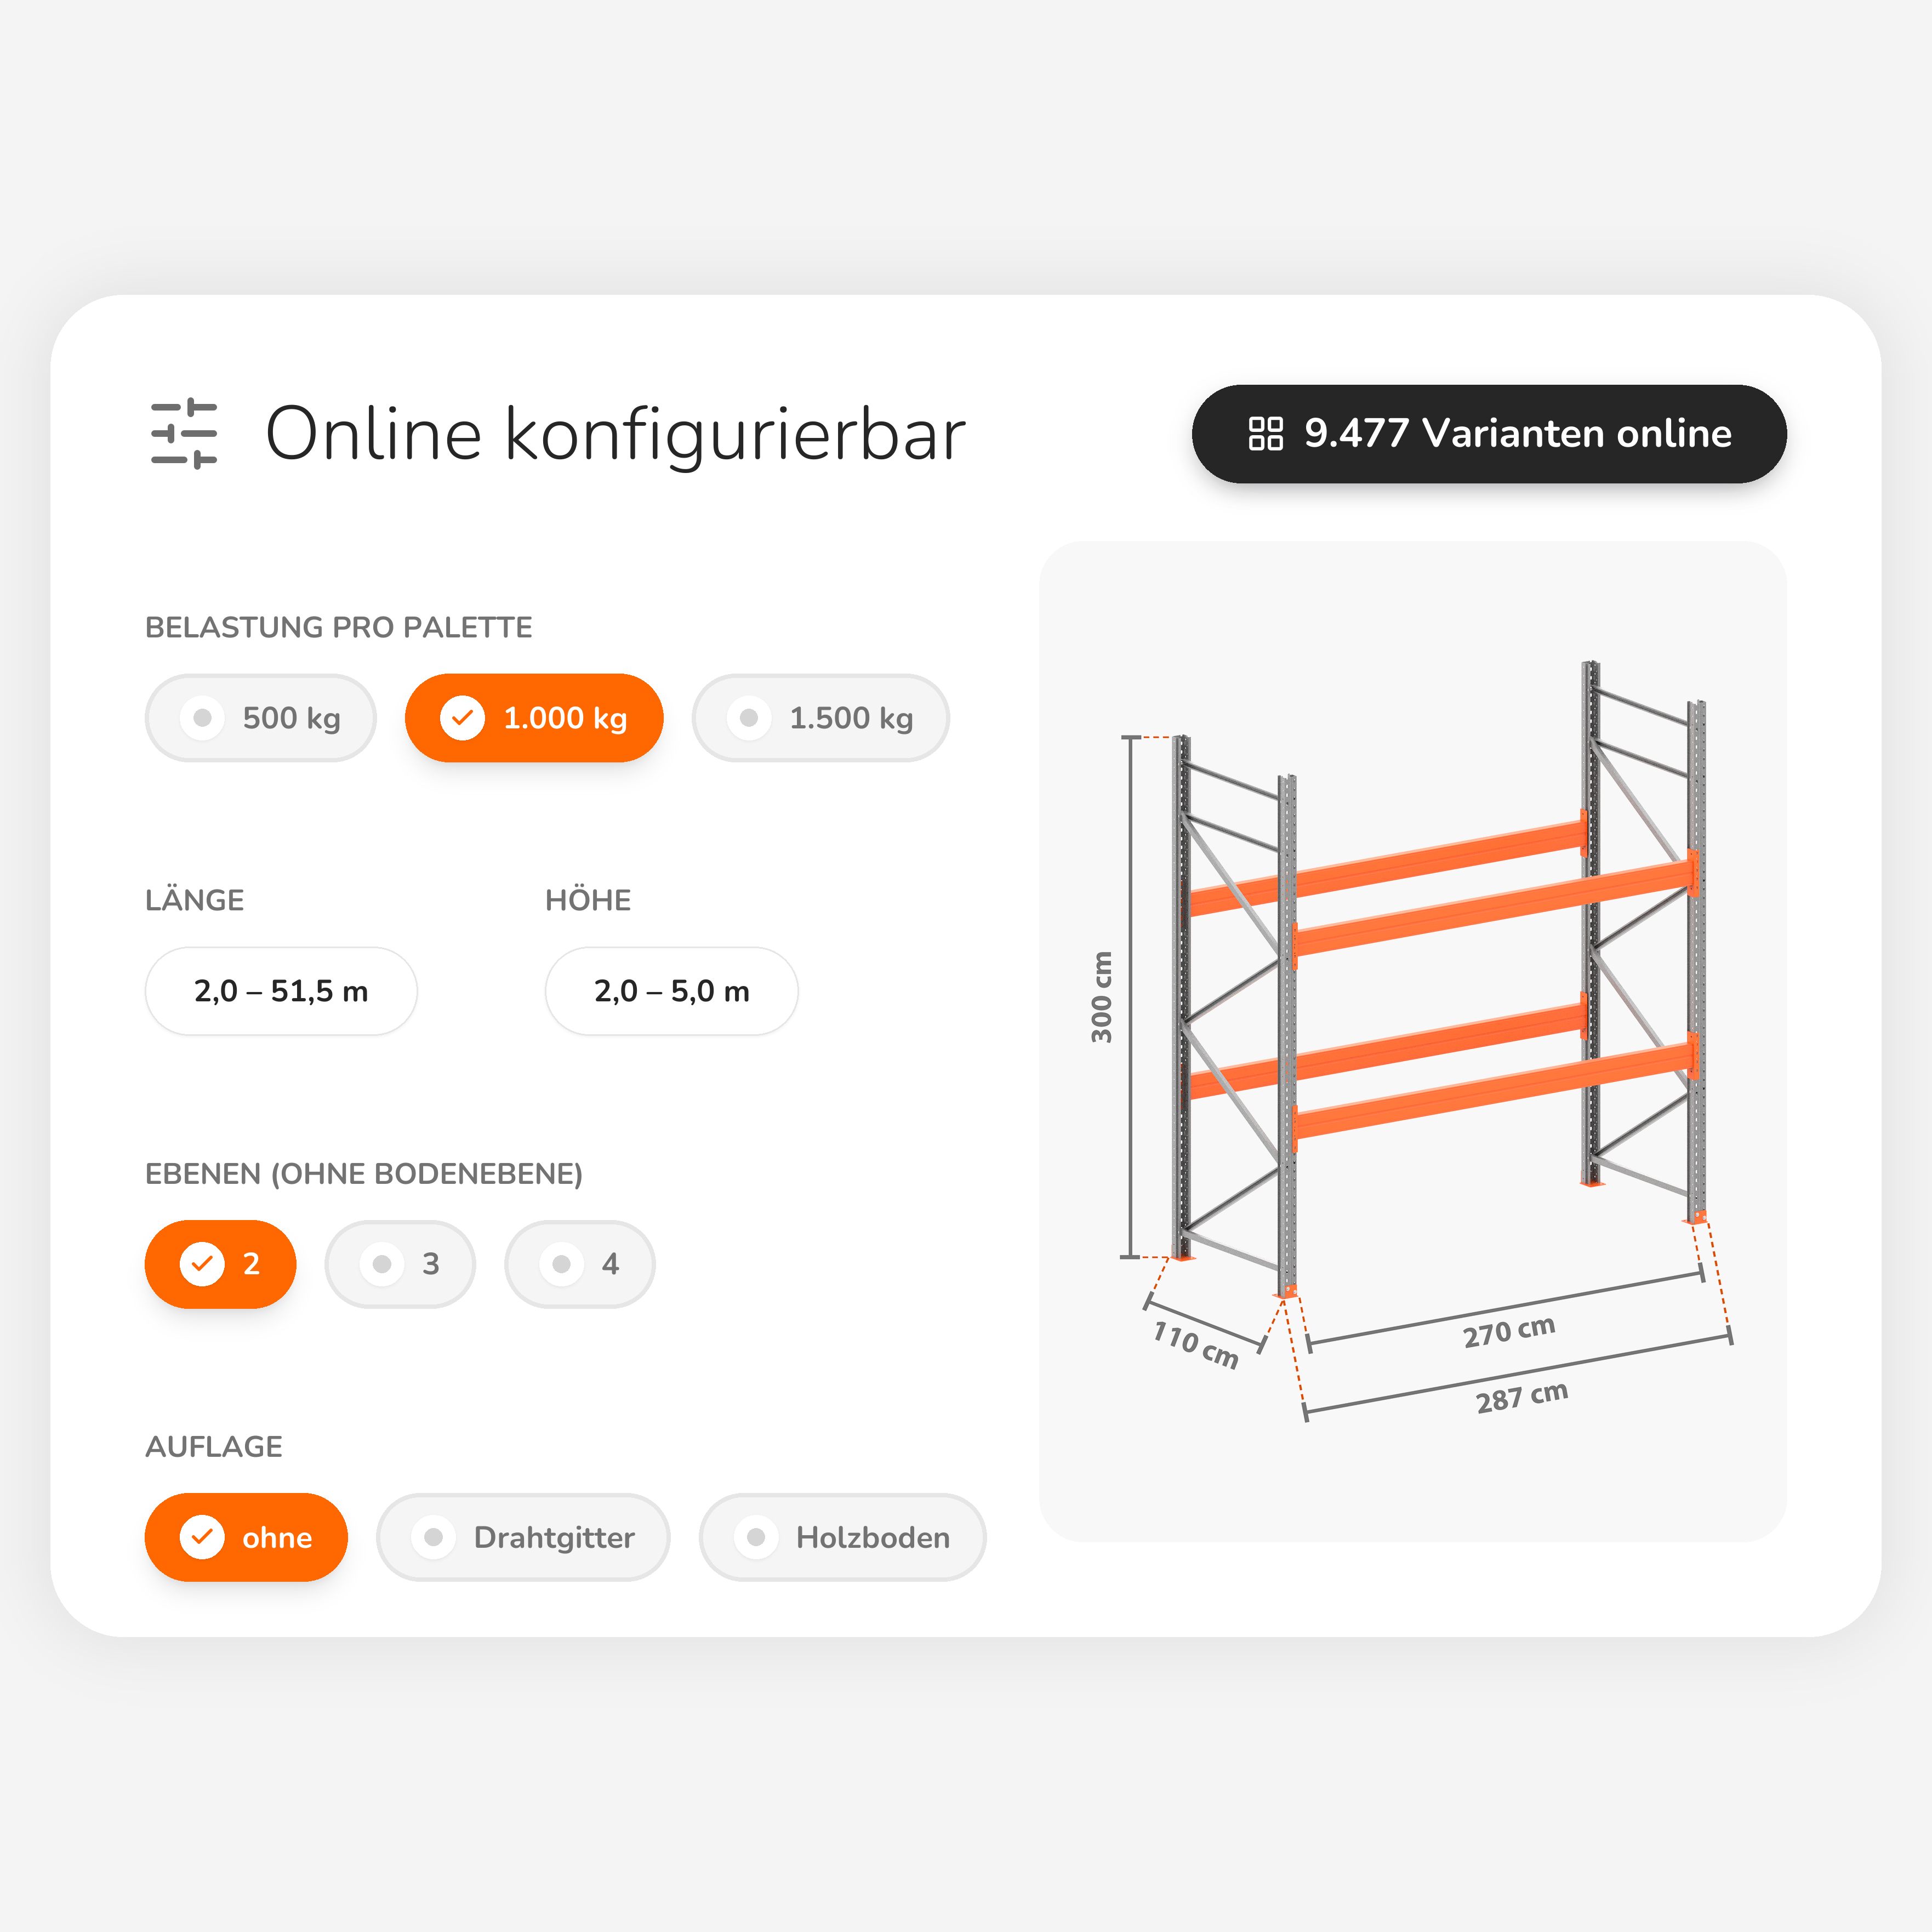 Online konfigurierbar
9.477 Varianten online
BELASTUNG PRO PALETTE
500 kg
1.000 kg
1.500 kg
LÄNGE
HÖHE
2,0 – 51,5 m
2,0 – 5,0 m
EBENEN (OHNE BODENEBENE)
2
3
4
AUFLAGE
ohne
Drahtgitter
Holzboden
300 cm
110 cm
270 cm
287 cm